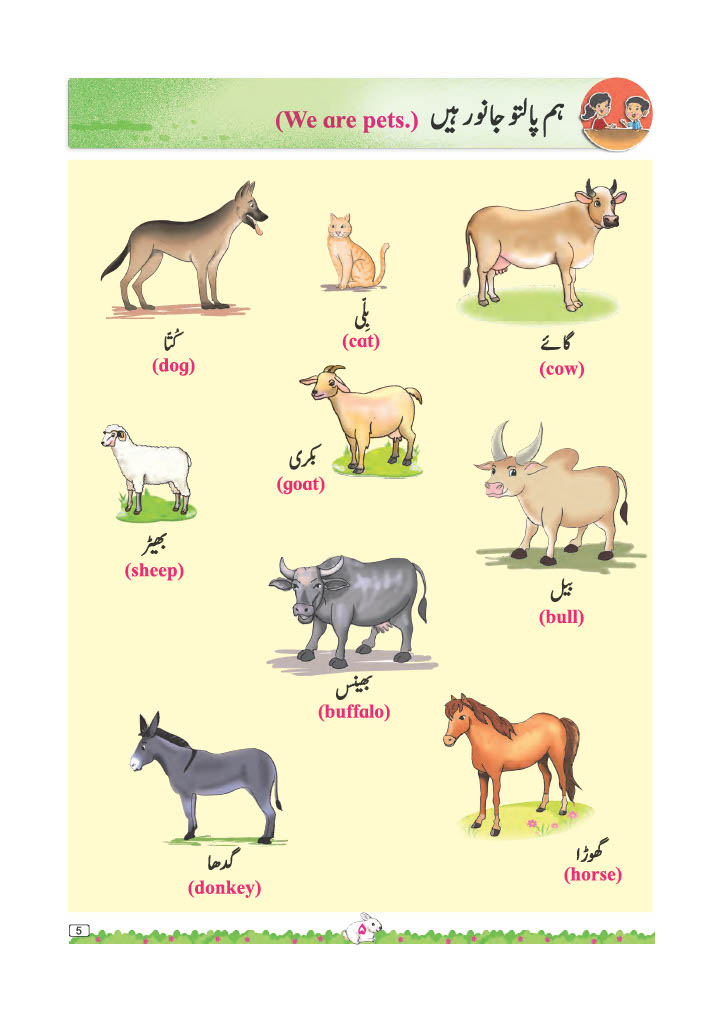 ہم پالتو جانور ہیں (We are pets.)
کُتّا
(dog)
بِلّی
(cat)
گائے
(cow)
بکری
(goat)
بھیڑ
(sheep)
بیل
(bull)
بھینس
(buffalo)
گدھا
(donkey)
گھوڑا
(horse)
5
۵